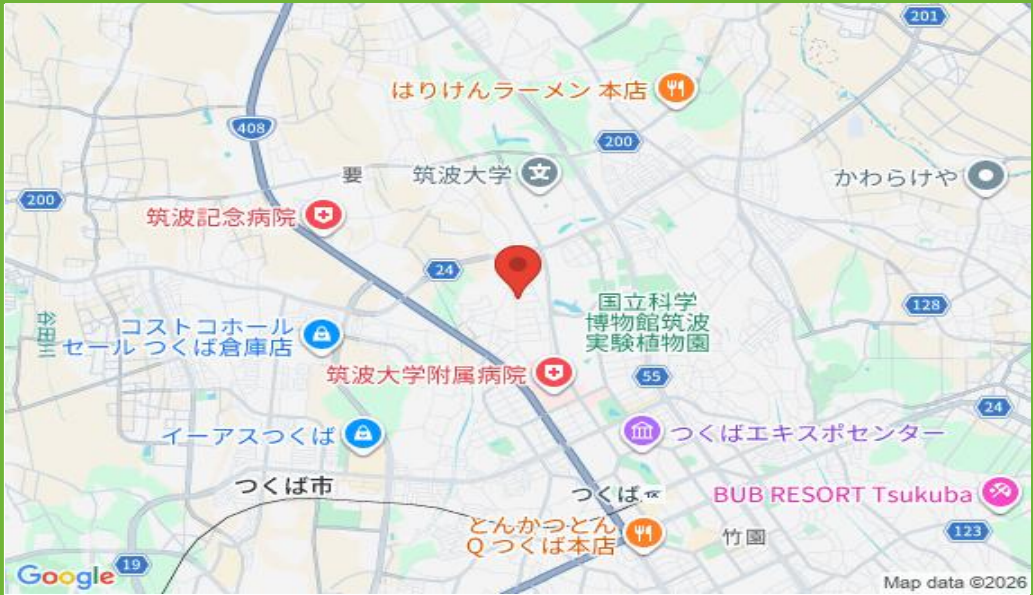 201
はりけんラーメン 本店
408
200
要
筑波大学
かわらけや
200
筑波記念病院
24
国立科学
博物館筑波
実験植物園
128
谷田川
コストコホール
セール つくば倉庫店
筑波大学附属病院
55
24
イーアスつくば
つくばエキスポセンター
つくば市
つくば
BUB RESORT Tsukuba
とんかつとん
Q つくば本店
竹園
123
19
Google
Map data ©2026